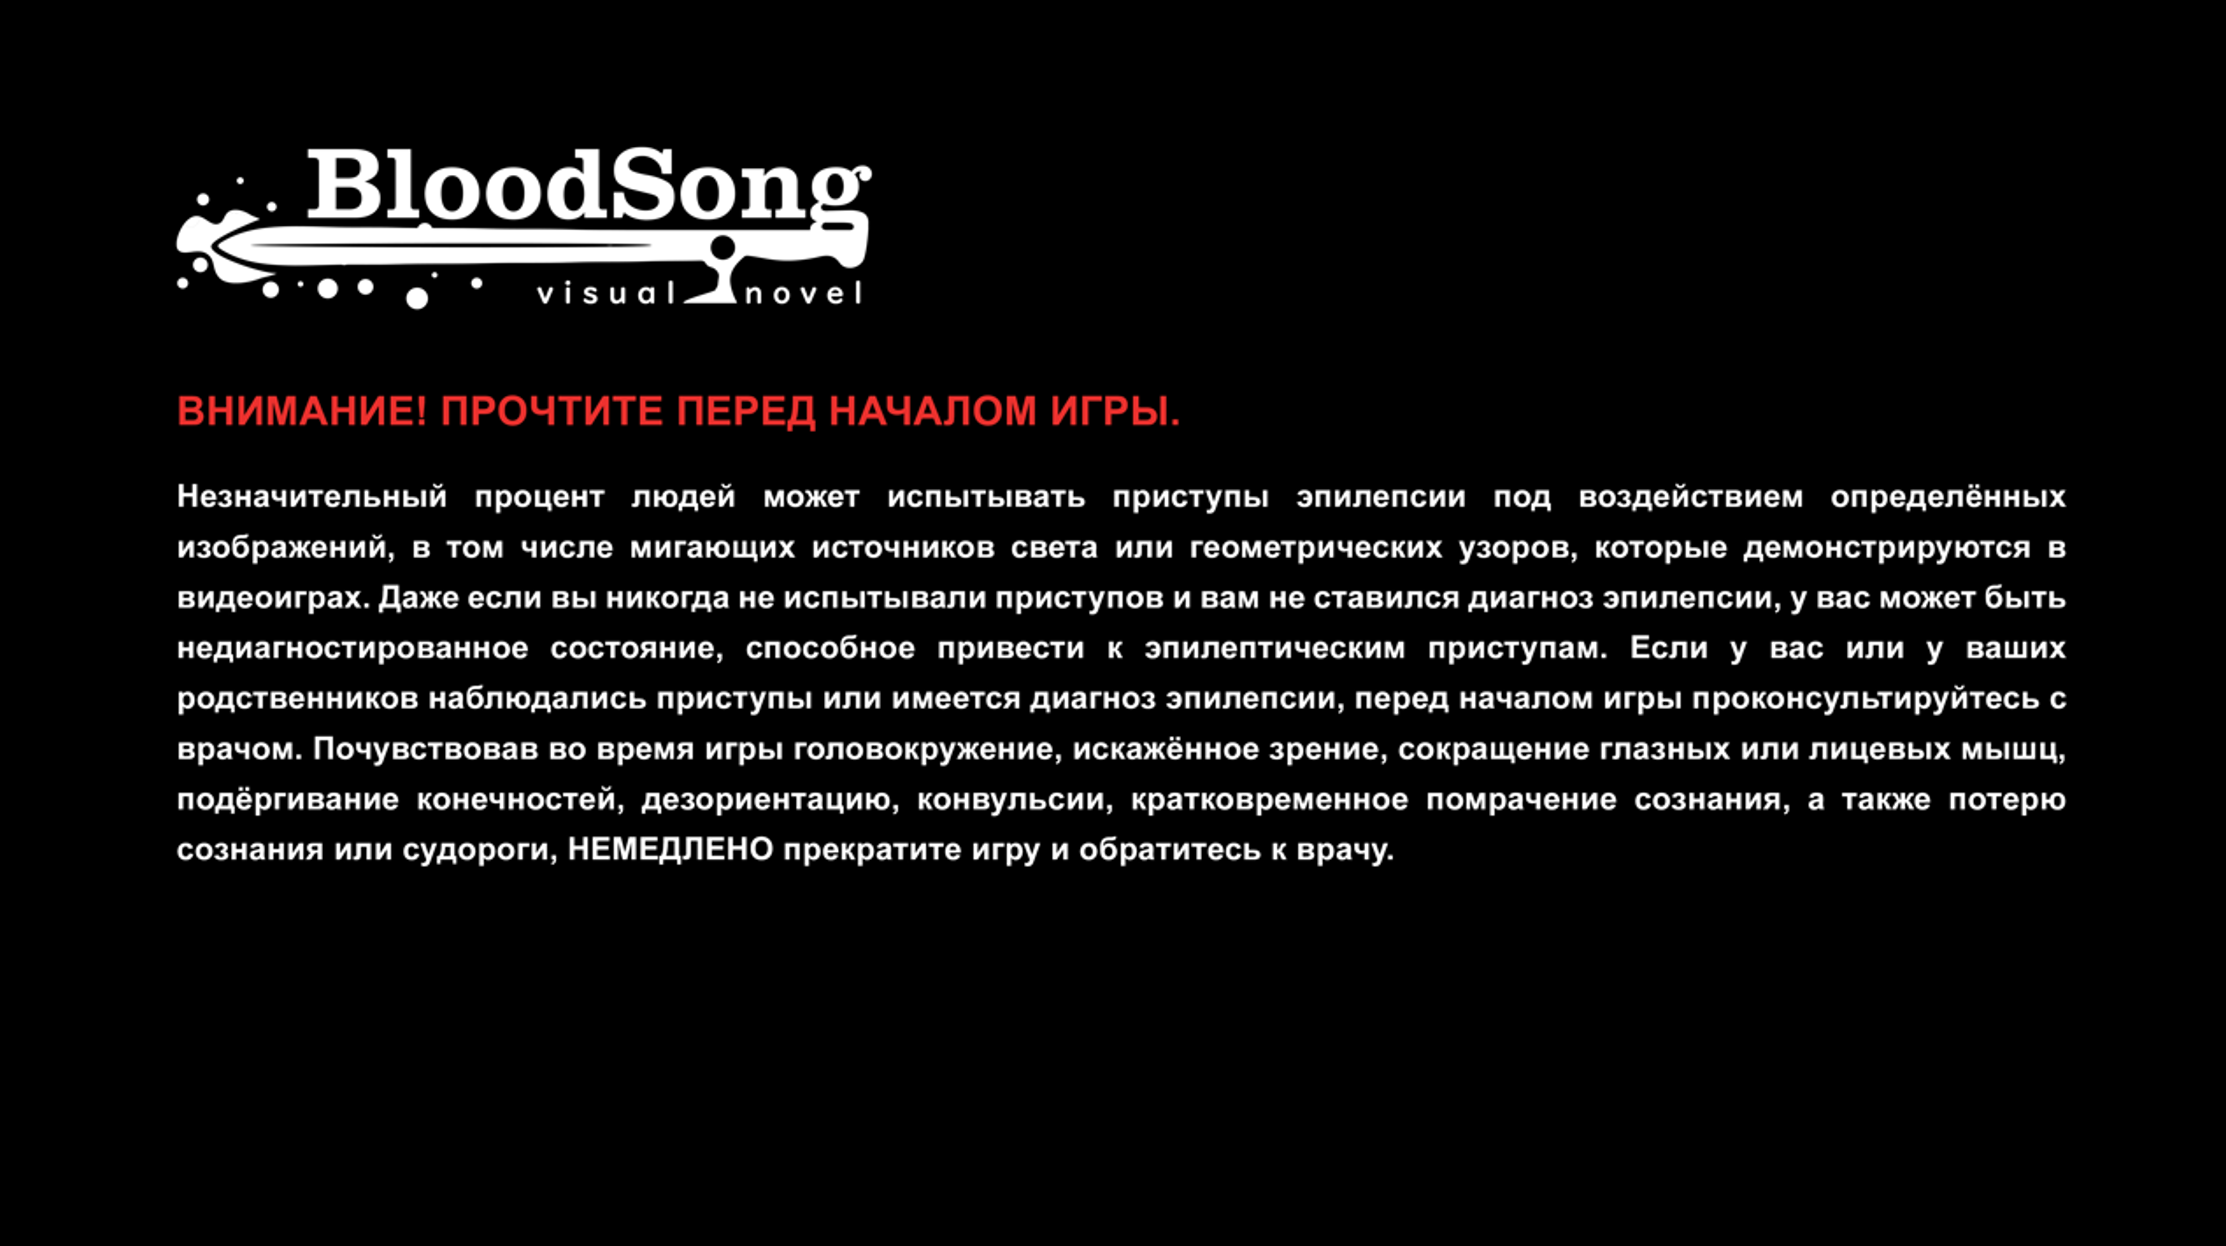 BloodSong
visual novel
ВНИМАНИЕ! ПРОЧТИТЕ ПЕРЕД НАЧАЛОМ ИГРЫ.
Незначительный процент людей может испытывать приступы эпилепсии под воздействием определённых
изображений, в том числе мигающих источников света или геометрических узоров, которые демонстрируются в
видеоиграх. Даже если вы никогда не испытывали приступов и вам не ставился диагноз эпилепсии, у вас может быть
недиагностированное состояние, способное привести к эпилептическим приступам. Если у вас или у ваших
родственников наблюдались приступы или имеется диагноз эпилепсии, перед началом игры проконсультируйтесь с
врачом. Почувствовав во время игры головокружение, искажённое зрение, сокращение глазных или лицевых мышц,
подёргивание конечностей, дезориентацию, конвульсии, кратковременное помрачение сознания, а также потерю
сознания или судороги, НЕМЕДЛЕНО прекратите игру и обратитесь к врачу.